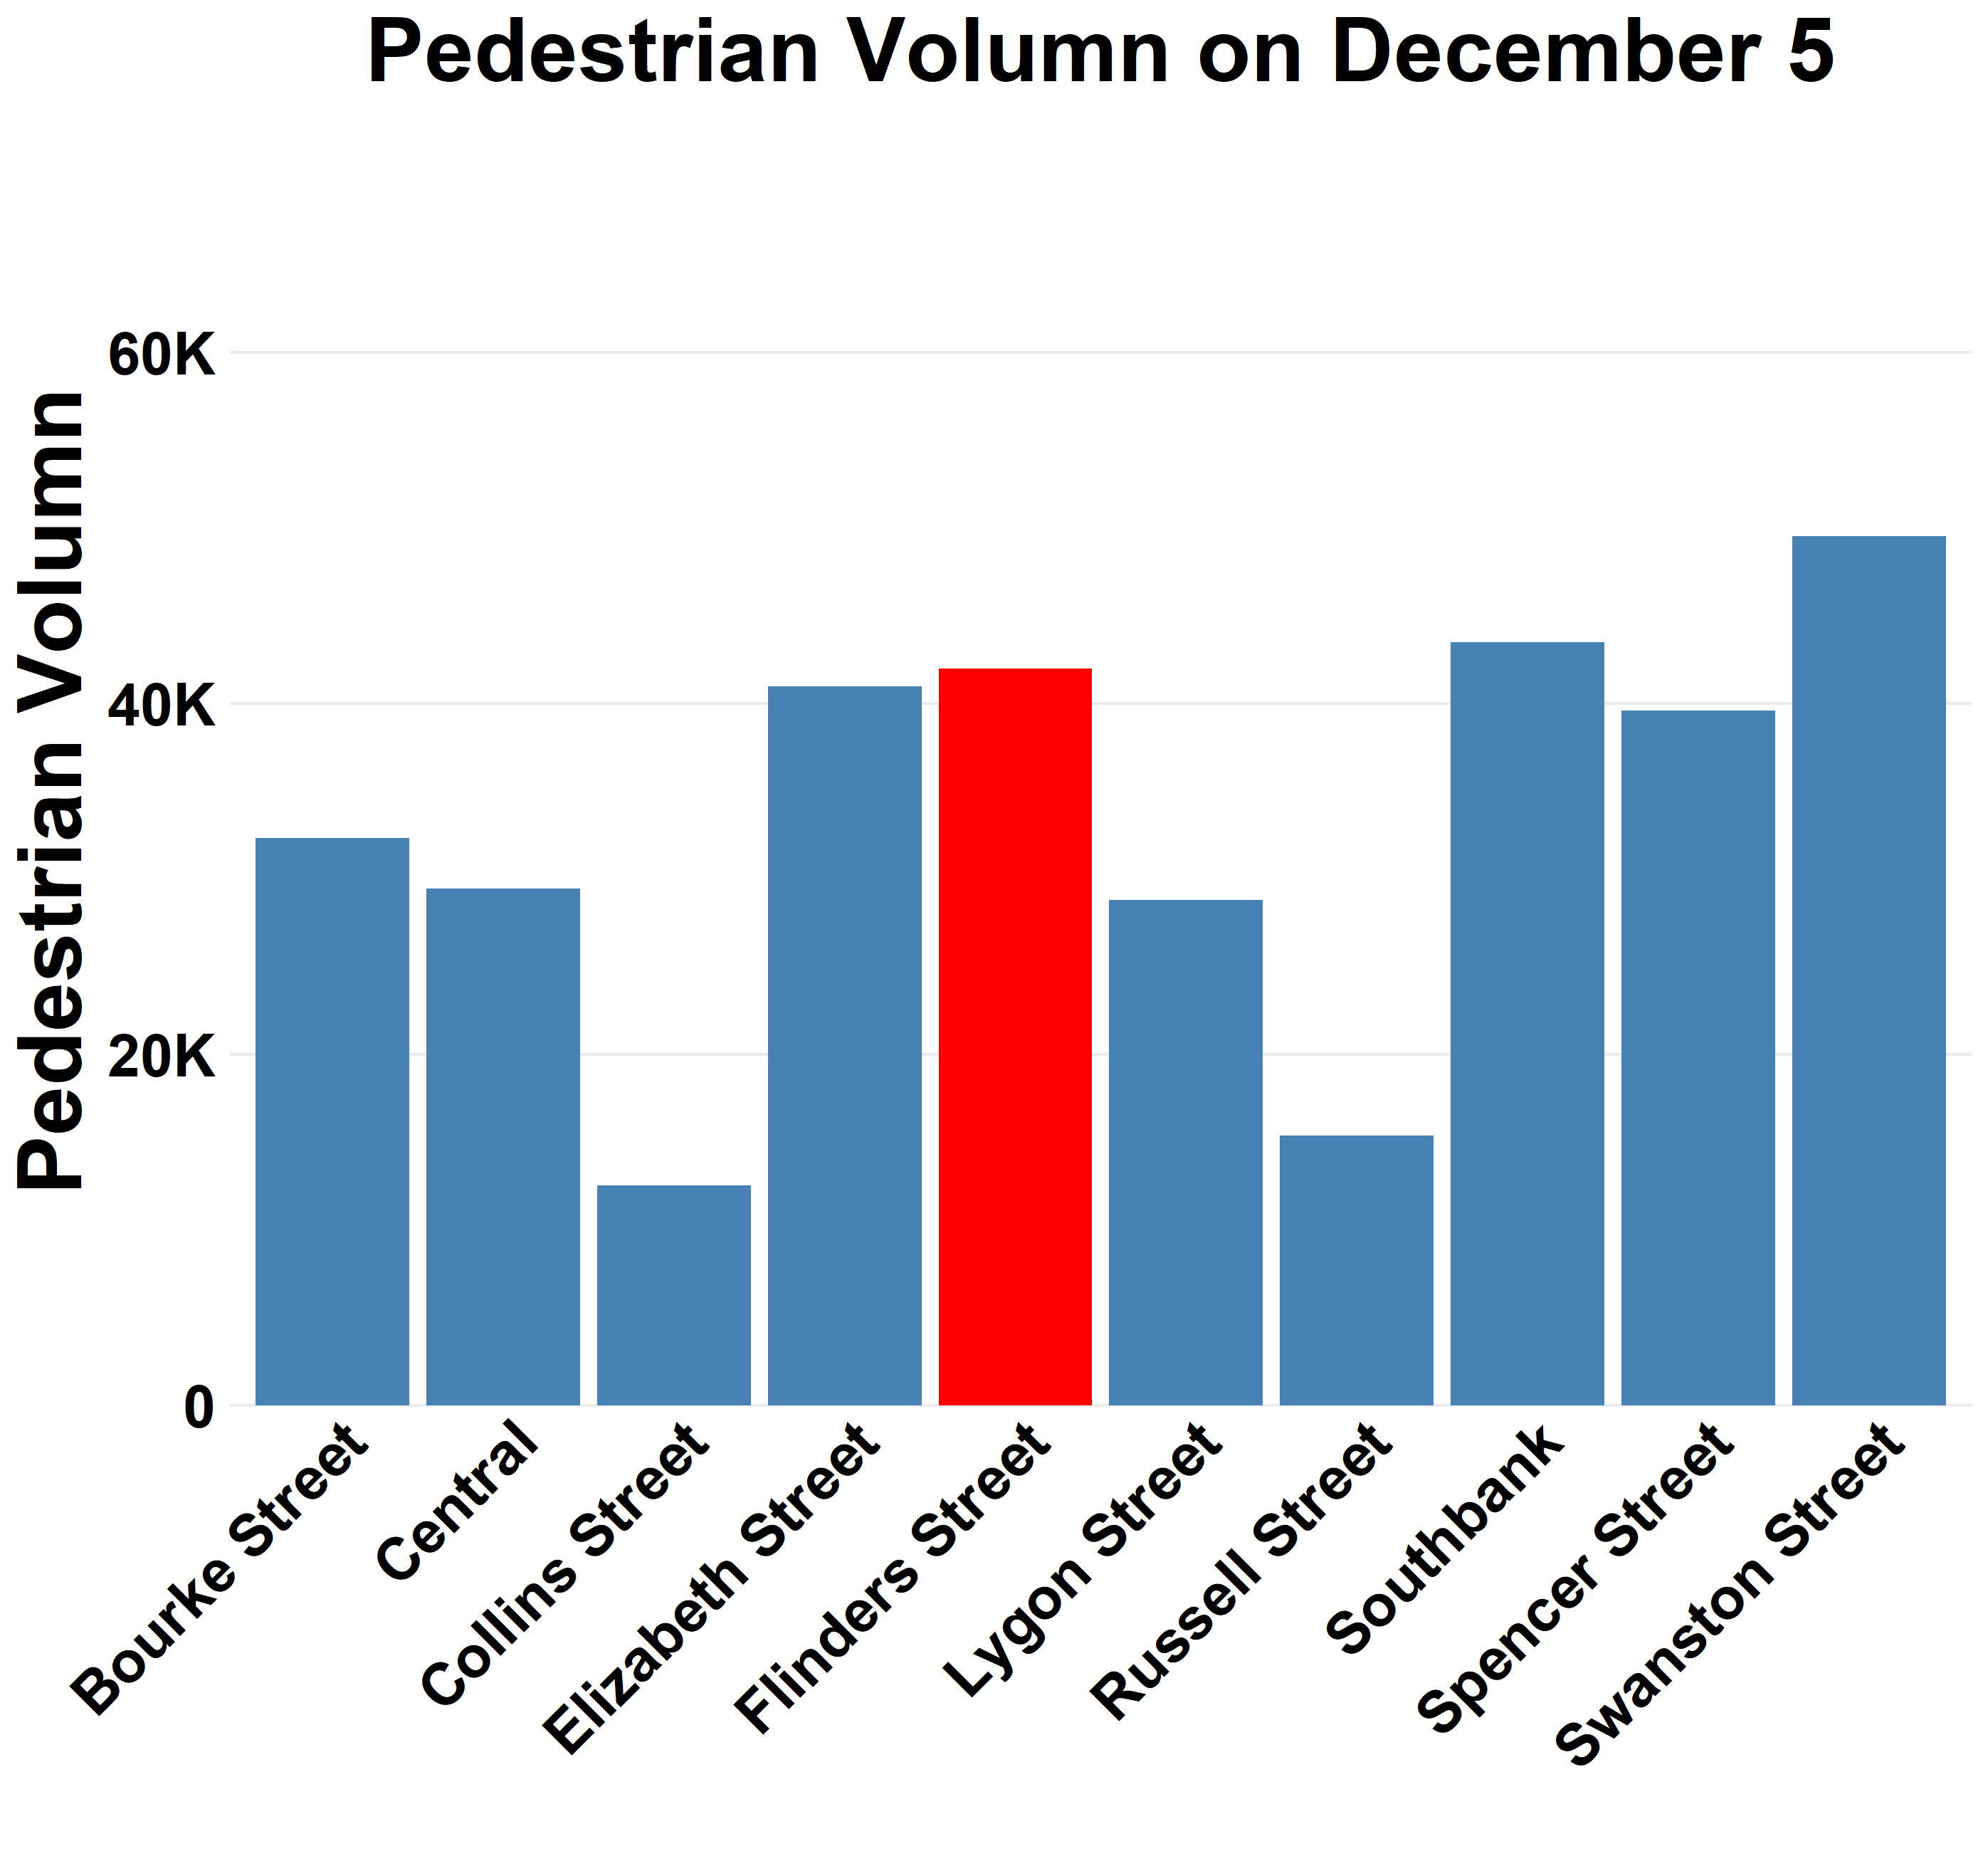 Pedestrian Volumn on December 5
Pedestrian Volumn
60K
40K
20K
0
Bourke Street
Central
Collins Street
Elizabeth Street
Flinders Street
Lygon Street
Russell Street
Southbank
Spencer Street
Swanston Street